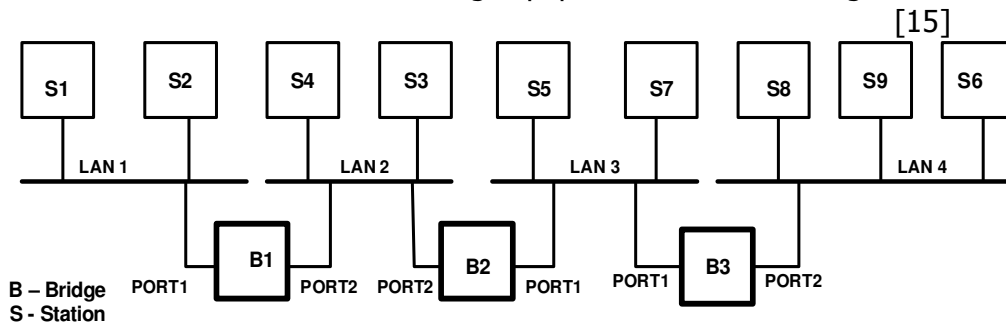 [15]
S1 S2 S4 S3 S5 S7 S8 S9 S6
LAN 1 LAN 2 LAN 3 LAN 4
B1 B2 B3
PORT1 PORT2 PORT2 PORT1 PORT1 PORT2
B – Bridge
S - Station